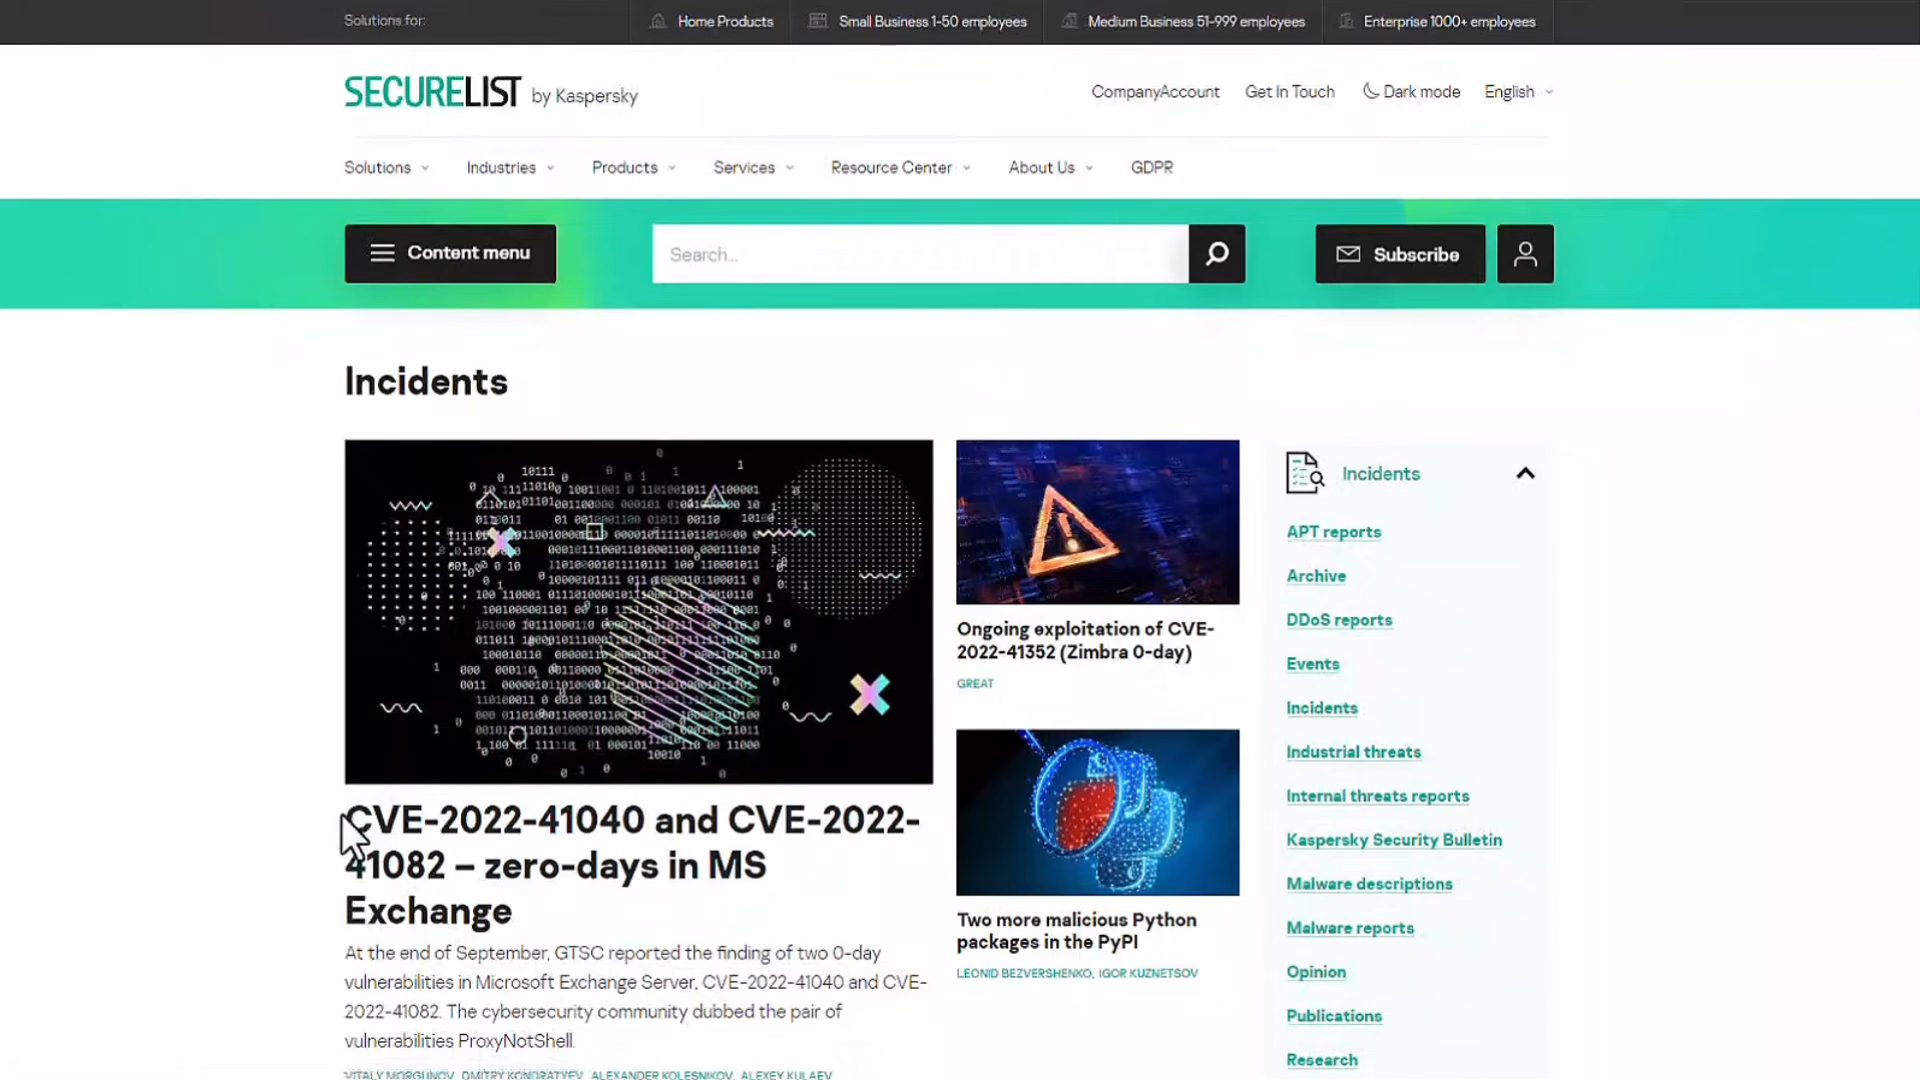 Solutions for:
Home Products
Small Business 1-50 employees
Medium Business 51-999 employees
Enterprise 1000+ employees
SECURELIST by Kaspersky
CompanyAccount
Get In Touch
Dark mode
English
Solutions
Industries
Products
Services
Resource Center
About Us
GDPR
Content menu
Search...
Subscribe
Incidents
CVE-2022-41040 and CVE-2022-
41082 – zero-days in MS
Exchange
At the end of September, GTSC reported the finding of two 0-day
vulnerabilities in Microsoft Exchange Server, CVE-2022-41040 and CVE-
2022-41082. The cybersecurity community dubbed the pair of
vulnerabilities ProxyNotShell.
VITALY MORGUNOV, DMITRY KONDRATYEV, ALEXANDER KOLESNIKOV, ALEXEY KULAEV
Ongoing exploitation of CVE-
2022-41352 (Zimbra 0-day)
GREAT
Two more malicious Python
packages in the PyPI
LEONID BEZVERSHENKO, IGOR KUZNETSOV
Incidents
APT reports
Archive
DDoS reports
Events
Incidents
Industrial threats
Internal threats reports
Kaspersky Security Bulletin
Malware descriptions
Malware reports
Opinion
Publications
Research